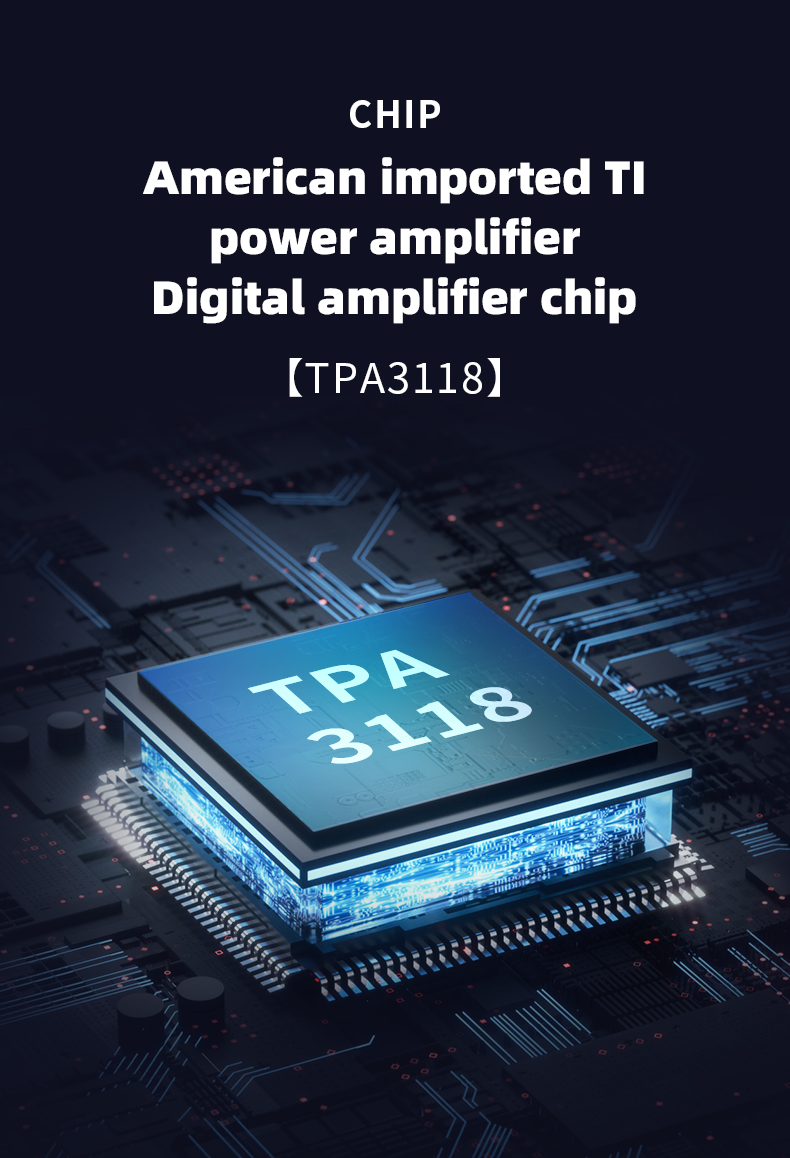 CHIP
American imported TI
power amplifier
Digital amplifier chip
【TPA3118】
TPA
3118